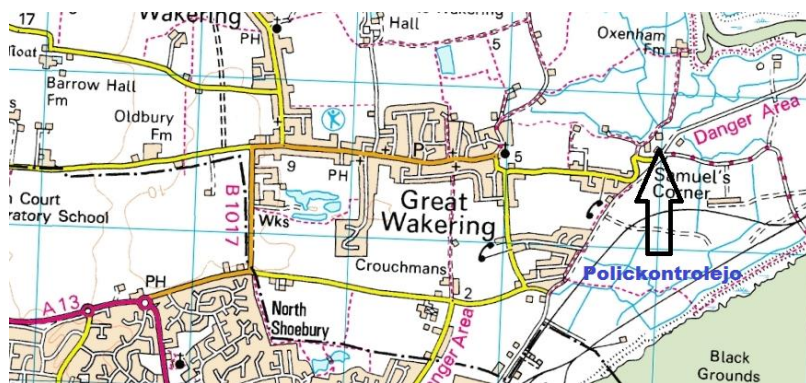 17
Wakering
PH
Hall
5
Oxenham
Fm
Moat
Barrow Hall
Fm
Oldbury
Fm
Danger Area
P
9
PH
5
Samuel's
Corner
Court
ratory School
B 1017
Wks
Great
Wakering
Crouchmans
Polickontrolejo
PH
A 13
2
North
Shoebury
nger Area
Black
Grounds